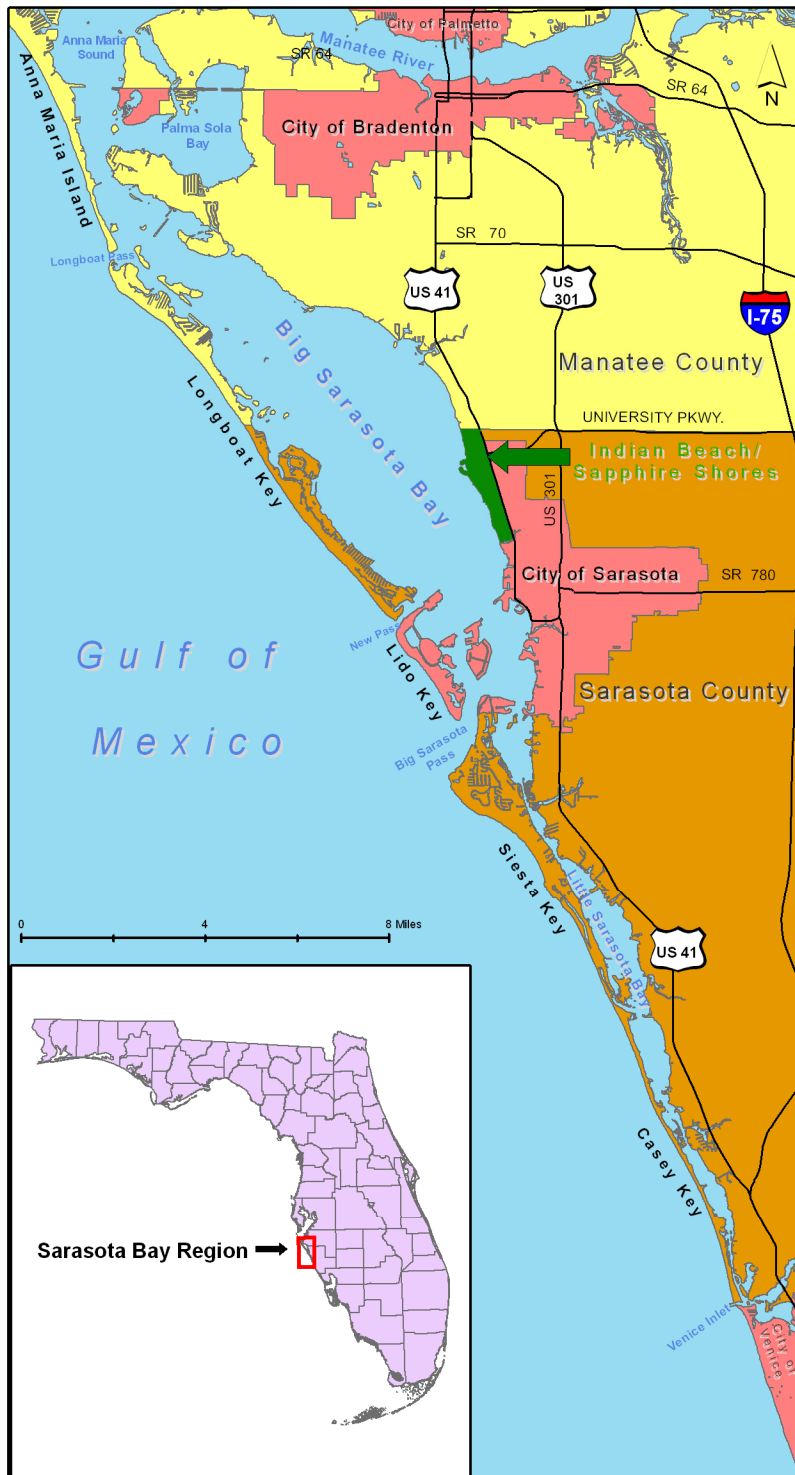 City of Palmetto
Anna Maria
Sound
SR 64
Manatee River
SR 64
N
Anna Maria Island
City of Bradenton
Palma Sola
Bay
SR 70
Longboat Pass
US 41
US
301
I-75
Big Sarasota Bay
Manatee County
Longboat Key
UNIVERSITY PKWY.
Indian Beach/
Sapphire Shores
US 301
City of Sarasota
SR 780
New Pass
Gulf of
Mexico
Lido Key
Sarasota County
Big Sarasota
Pass
Siesta Key
Little Sarasota Bay
0 4 8 Miles
US 41
Casey Key
Sarasota Bay Region
Venice Inlet
City of
Venice